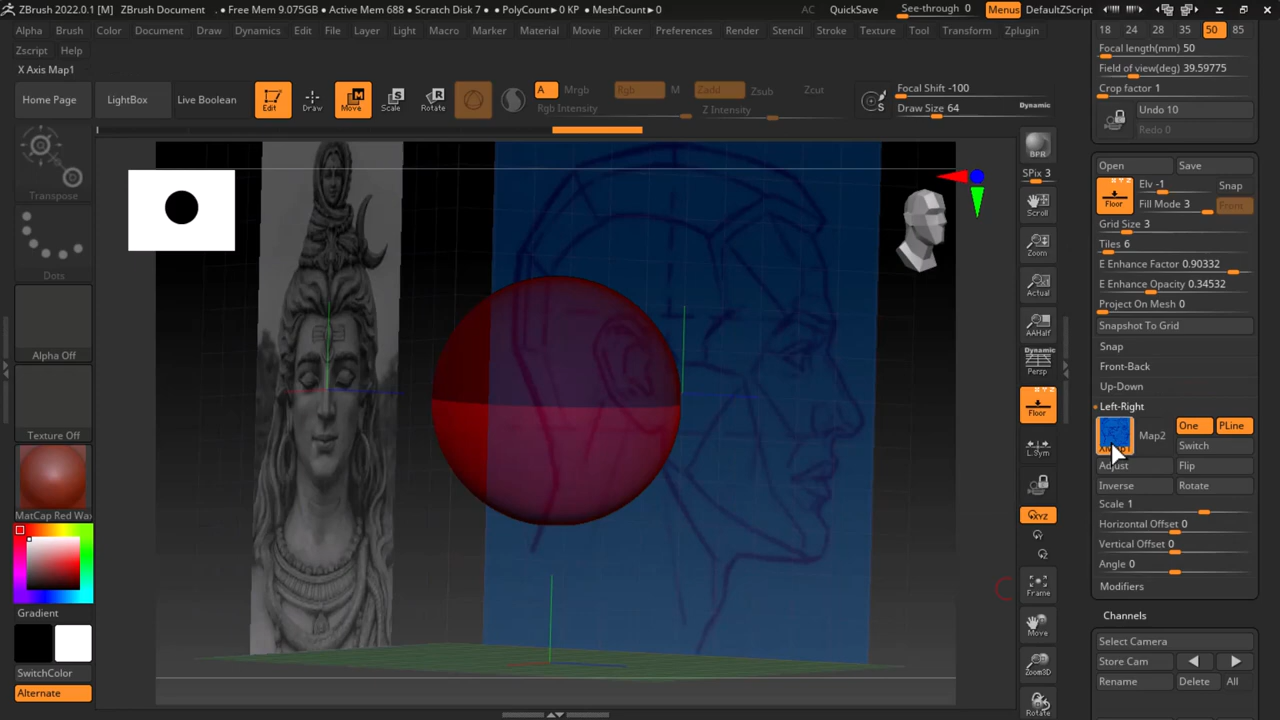 ZBrush 2022.0.1 [M]
ZBrush Document
• Free Mem 9.075GB • Active Mem 688 • Scratch Disk 7 • PolyCount▸0 KP • MeshCount▸0
AC
QuickSave
See-through 0
Menus
DefaultZScript
Alpha
Brush
Color
Document
Draw
Dynamics
Edit
File
Layer
Light
Macro
Marker
Material
Movie
Picker
Preferences
Render
Stencil
Stroke
Texture
Tool
Transform
Zplugin
Zscript
Help
X Axis Map1
Home Page
LightBox
Live Boolean
Edit
Draw
Move
Scale
Rotate
A
Mrgb
Rgb
M
Zadd
Zsub
Zcut
Rgb Intensity
Z Intensity
Focal Shift -100
Draw Size 64
Dynamic
Transpose
Dots
Alpha Off
Texture Off
MatCap Red Wa
Gradient
SwitchColor
Alternate
BPR
SPix 3
Scroll
Zoom
Actual
AAHalf
Dynamic
Persp
Floor
L.Sym
XYZ
Frame
Move
Zoom3D
Rotate
18
24
28
35
50
85
Focal length(mm) 50
Field of view(deg) 39.59775
Crop factor 1
Undo 10
Redo 0
Open
Save
Floor
Elv -1
Snap
Fill Mode 3
Front
Grid Size 3
Tiles 6
E Enhance Factor 0.90332
E Enhance Opacity 0.34532
Project On Mesh 0
Snapshot To Grid
Snap
Front-Back
Up-Down
Left-Right
Map2
One
PLine
Switch
Adjust
Flip
Inverse
Rotate
Scale 1
Horizontal Offset 0
Vertical Offset 0
Angle 0
Modifiers
Channels
Select Camera
Store Cam
Rename
Delete
All